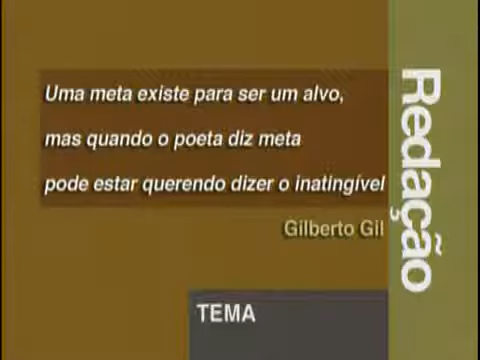 Uma meta existe para ser um alvo,
mas quando o poeta diz meta
pode estar querendo dizer o inatingível
Gilberto Gil
Redação
TEMA